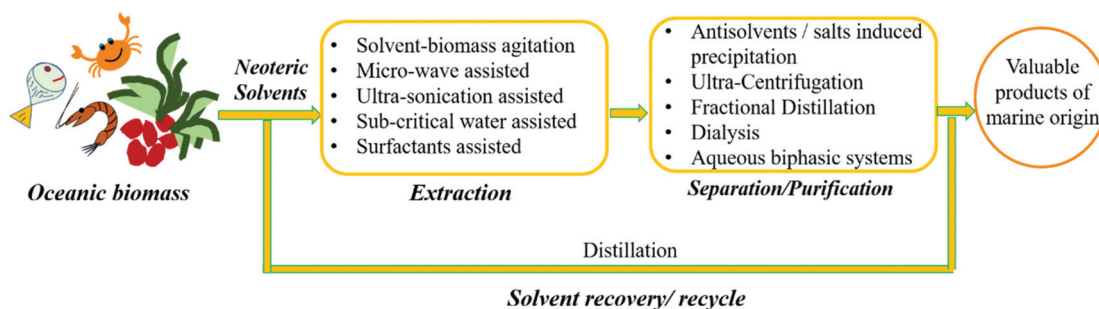 Neoteric
Solvents
Oceanic biomass
• Solvent-biomass agitation
• Micro-wave assisted
• Ultra-sonication assisted
• Sub-critical water assisted
• Surfactants assisted
Extraction
• Antisolvents / salts induced
precipitation
• Ultra-Centrifugation
• Fractional Distillation
• Dialysis
• Aqueous biphasic systems
Separation/Purification
Valuable
products of
marine origin
Distillation
Solvent recovery/ recycle